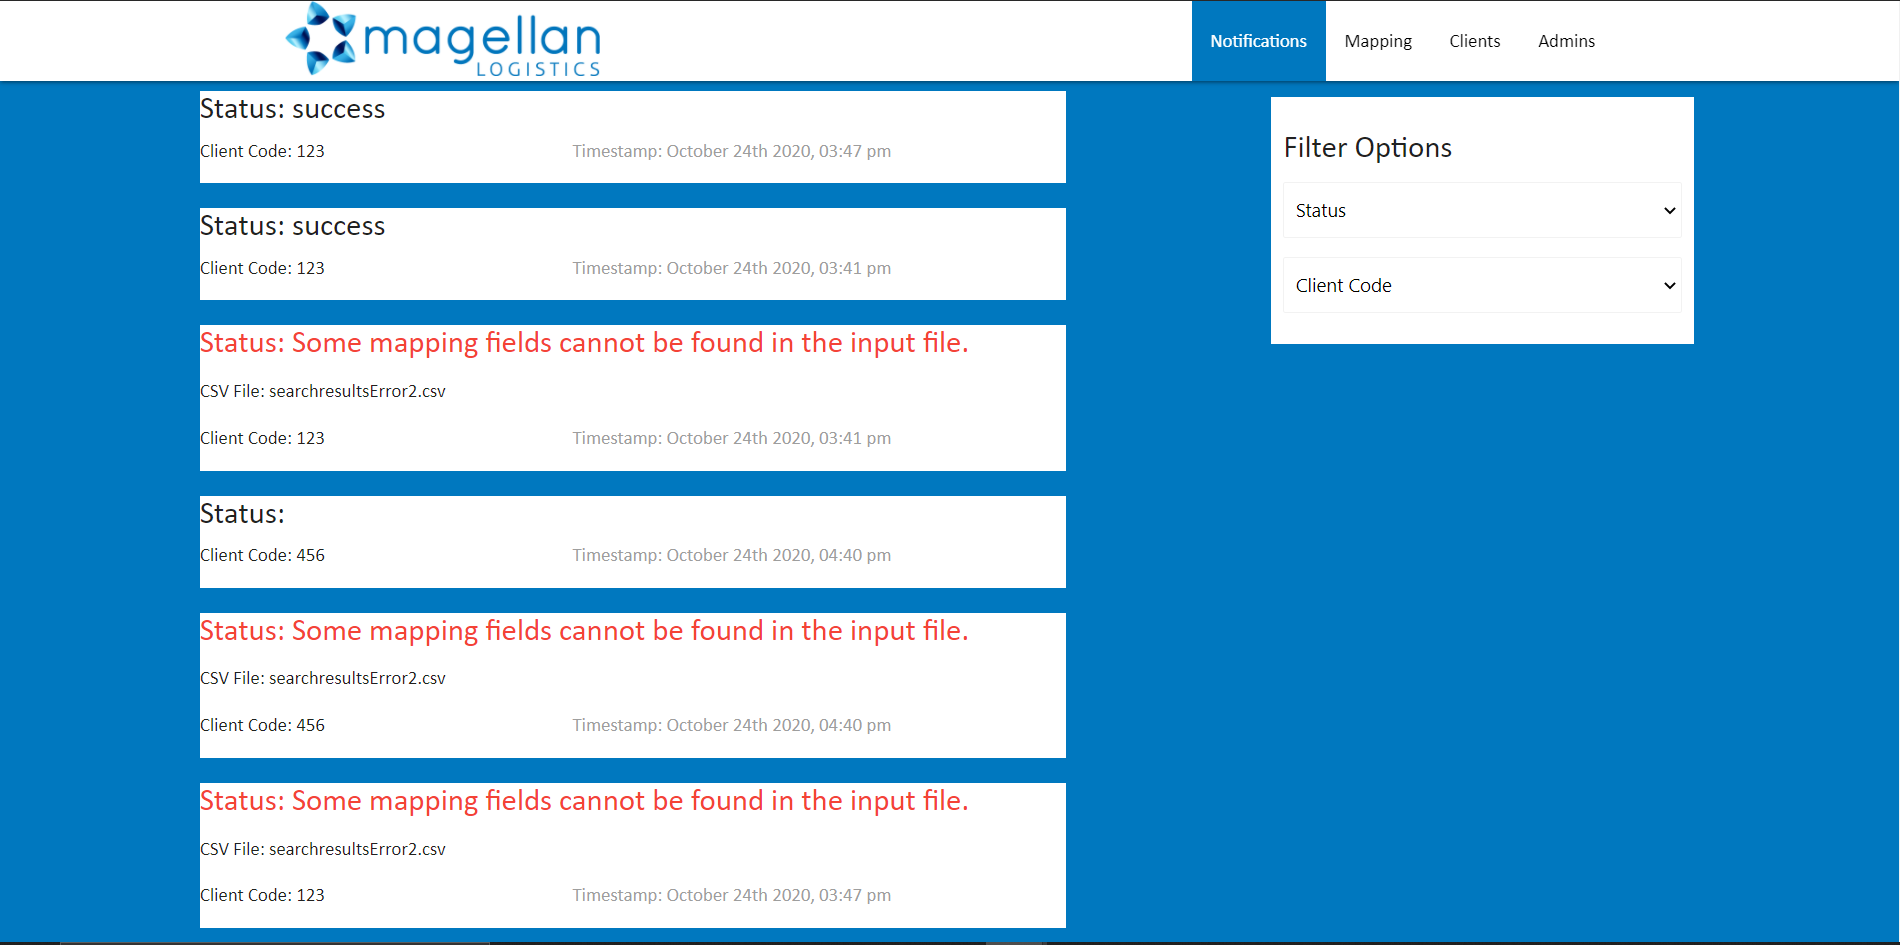 magellan
LOGISTICS
Notifications Mapping Clients Admins
Status: success
Client Code: 123 Timestamp: October 24th 2020, 03:47 pm
Status: success
Client Code: 123 Timestamp: October 24th 2020, 03:41 pm
Status: Some mapping fields cannot be found in the input file.
CSV File: searchresultsError2.csv
Client Code: 123 Timestamp: October 24th 2020, 03:41 pm
Status:
Client Code: 456 Timestamp: October 24th 2020, 04:40 pm
Status: Some mapping fields cannot be found in the input file.
CSV File: searchresultsError2.csv
Client Code: 456 Timestamp: October 24th 2020, 04:40 pm
Status: Some mapping fields cannot be found in the input file.
CSV File: searchresultsError2.csv
Client Code: 123 Timestamp: October 24th 2020, 03:47 pm
Filter Options
Status
Client Code